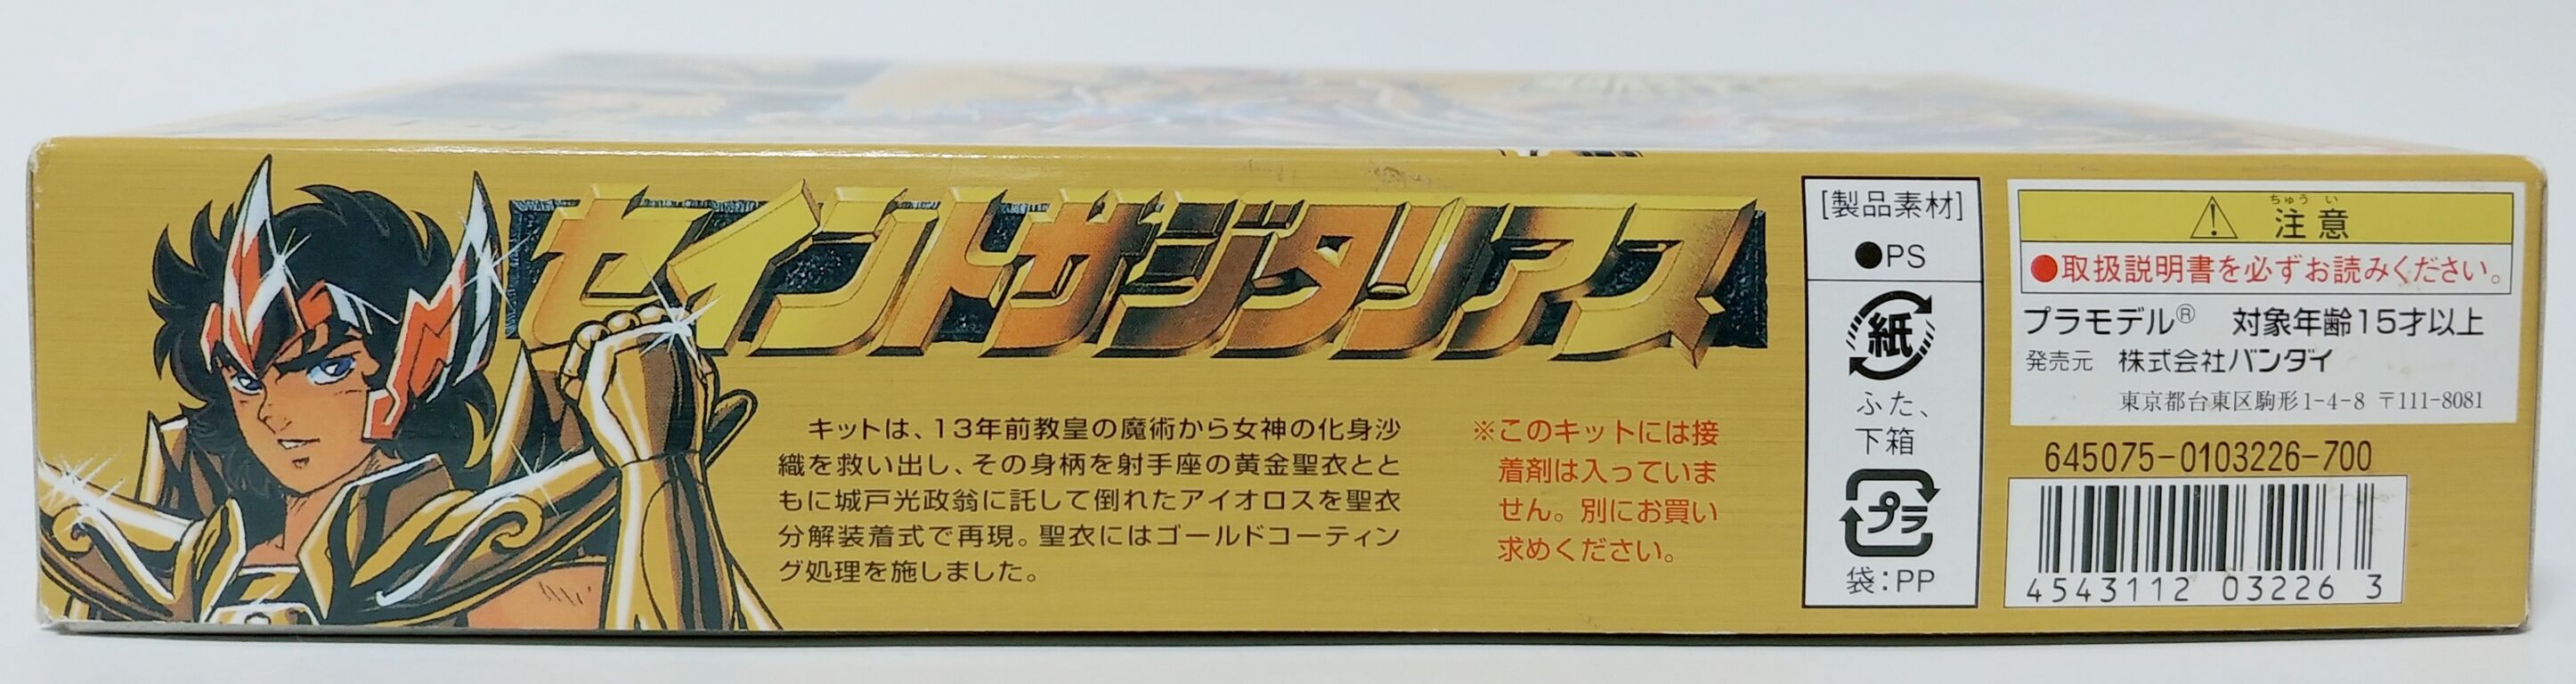 セイントサジタリアス
キットは、13年前教皇の魔術から女神の化身沙
織を救い出し、その身柄を射手座の黄金聖衣とと
もに城戸光政翁に託して倒れたアイオロスを聖衣
分解装着式で再現。聖衣にはゴールドコーティン
グ処理を施しました。
※このキットには接
着剤は入っていま
せん。別にお買い
求めください。
[製品素材]
●PS
紙
ふた、
下箱
プラ
袋:PP
ちゅう い
注意
●取扱説明書を必ずお読みください。
プラモデル® 対象年齢15才以上
発売元 株式会社バンダイ
東京都台東区駒形1-4-8 〒111-8081
645075-0103226-700
4543112 03226 3